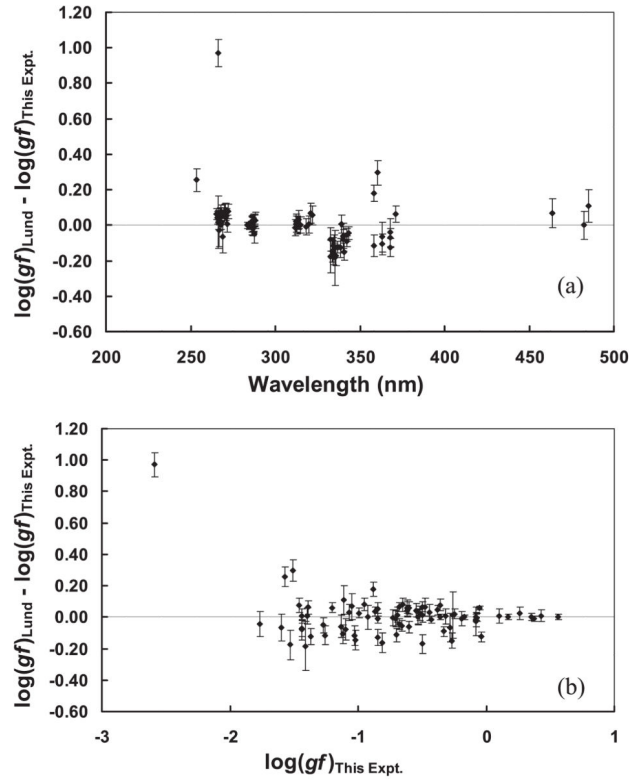 1.20
1.00
0.80
0.60
0.40
0.20
0.00
-0.20
-0.40
-0.60
log(gf)Lund - log(gf)This Expt.
(a)
200 250 300 350 400 450 500
Wavelength (nm)
1.20
1.00
0.80
0.60
0.40
0.20
0.00
-0.20
-0.40
-0.60
log(gf)Lund - log(gf)This Expt.
(b)
-3 -2 -1 0 1
log(gf)This Expt.